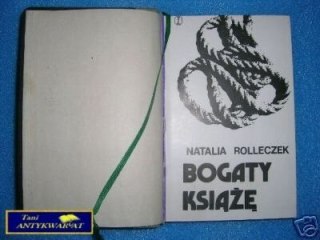 NATALIA ROLLECZEK
BOGATY
KSIĄŻĘ
Tani
ANTYKWARIAT